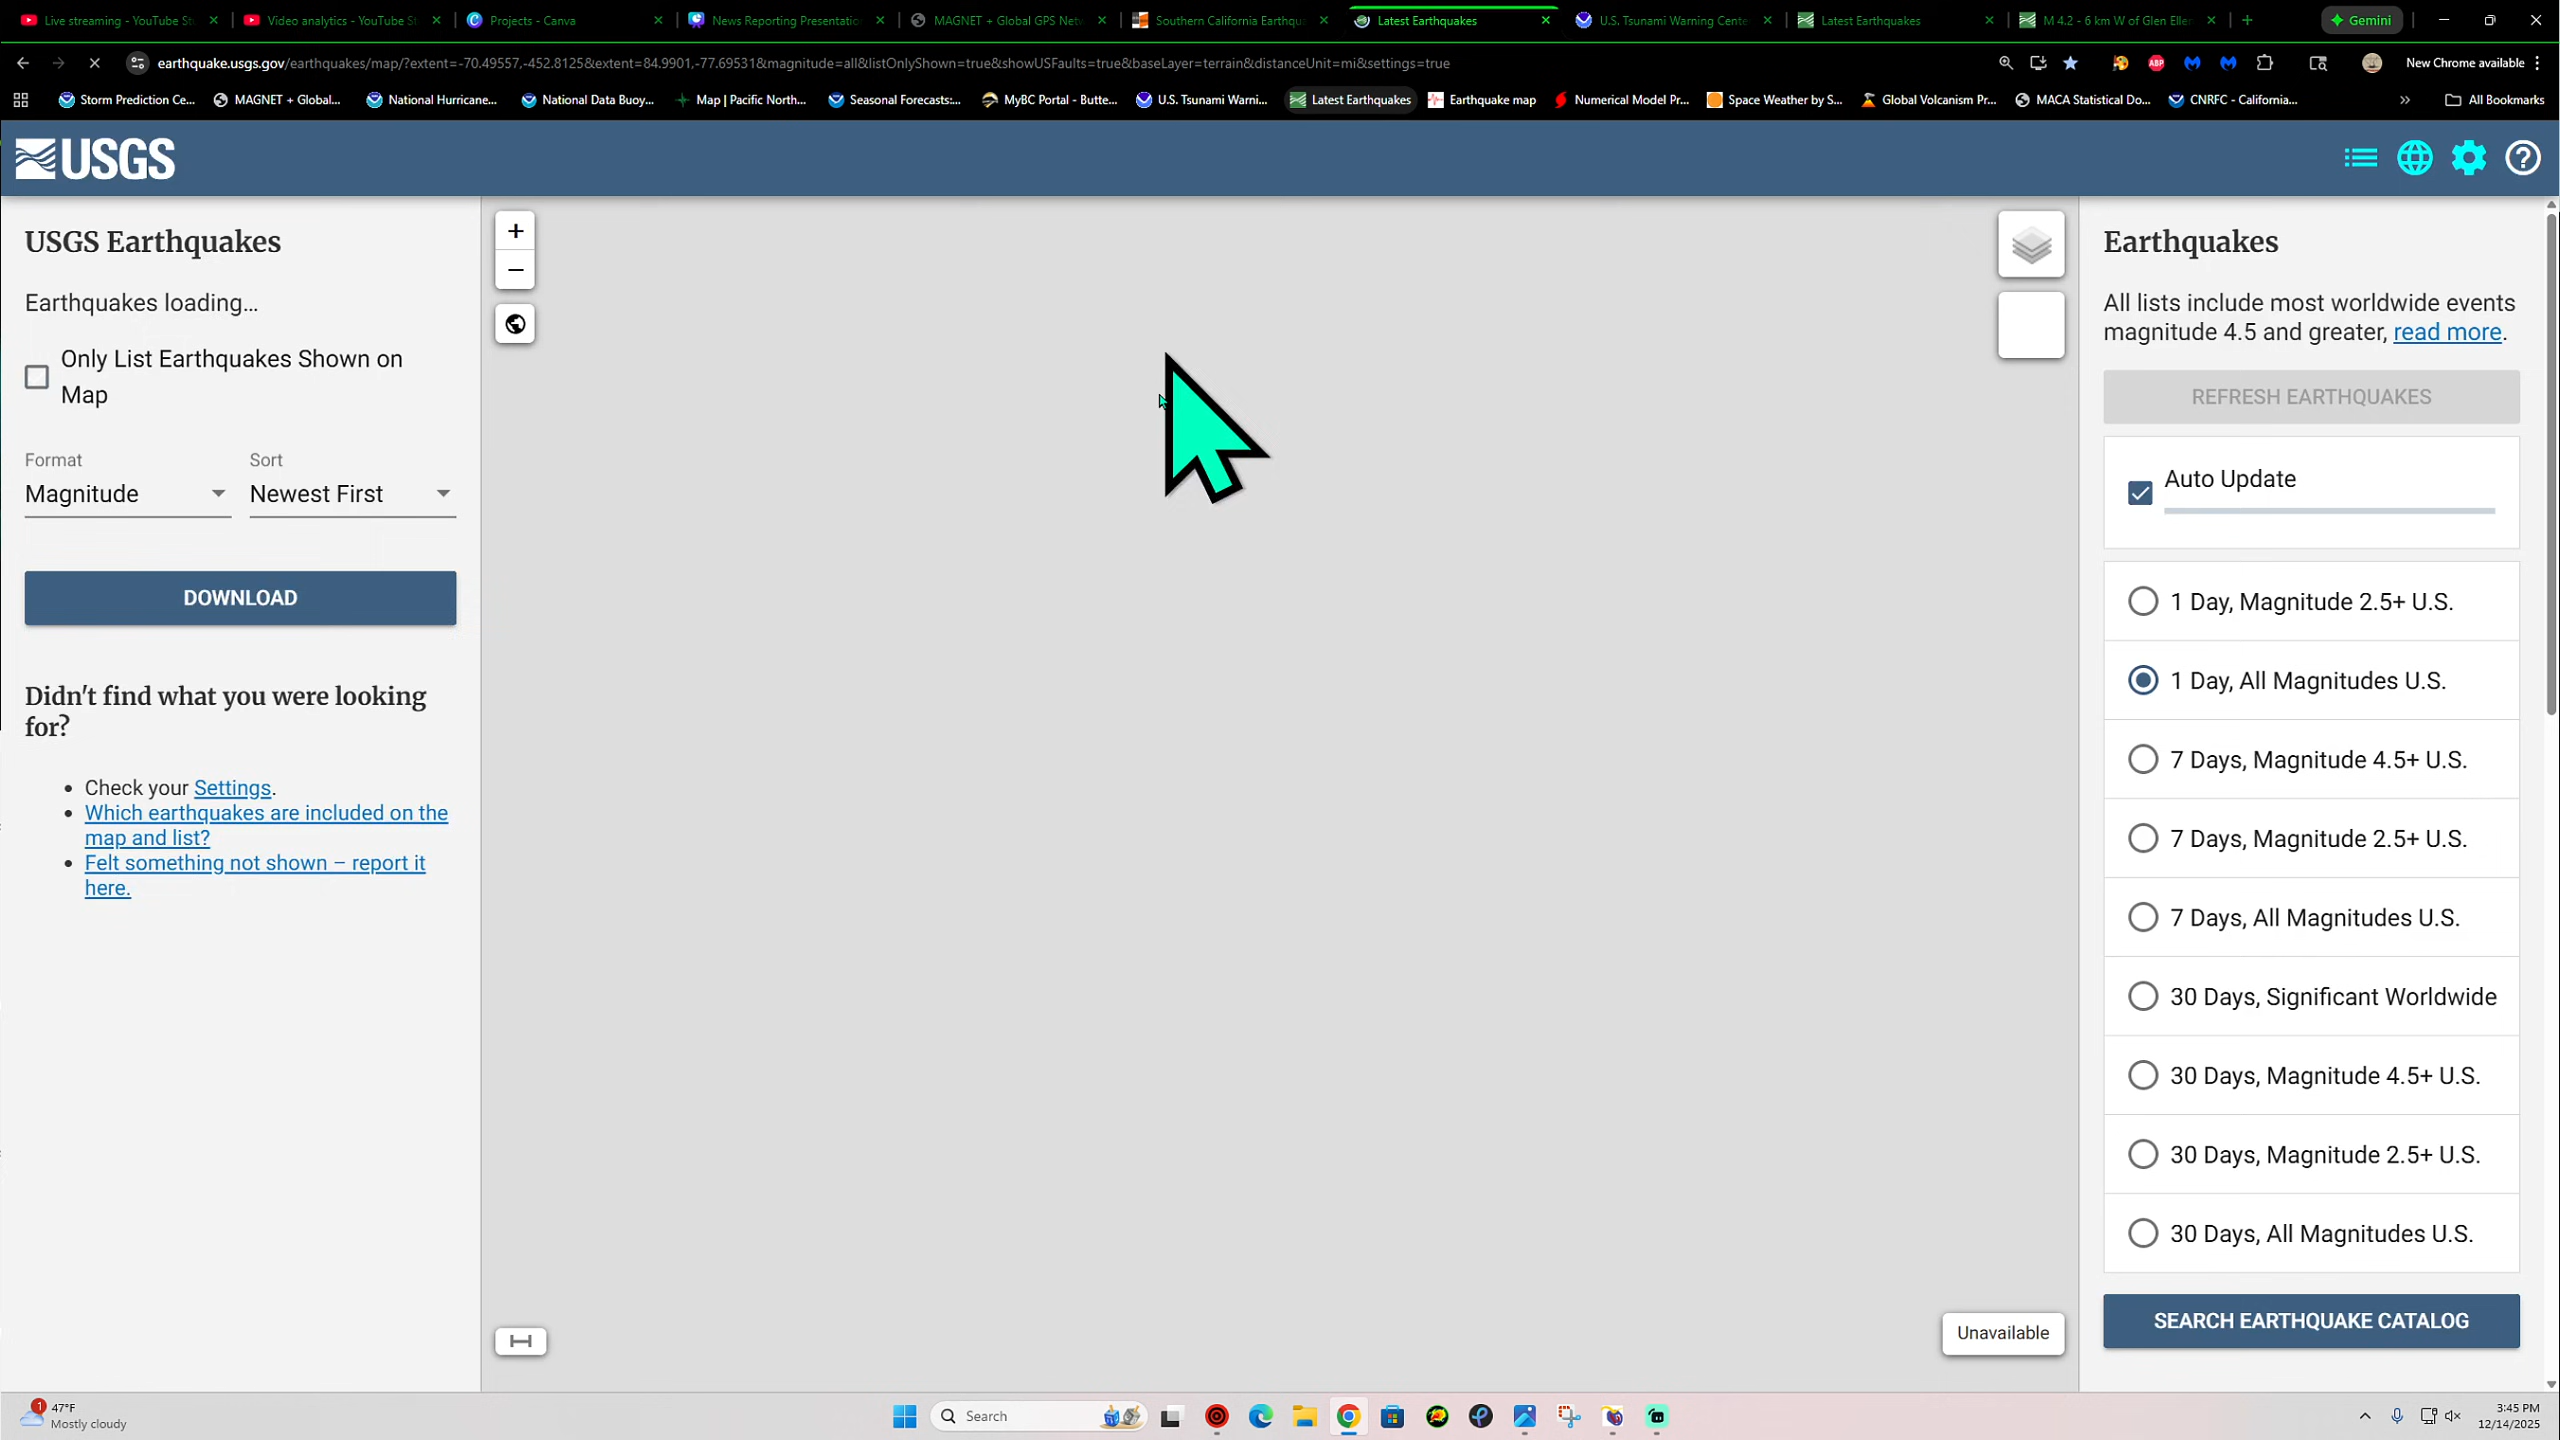 Live streaming - YouTube St
Video analytics - YouTube St
Projects - Canva
News Reporting Presentatio
MAGNET + Global GPS Netw
Southern California Earthqua
Latest Earthquakes
U.S. Tsunami Warning Cente
Latest Earthquakes
M 4.2 - 6 km W of Glen Ellen
Gemini
earthquake.usgs.gov/earthquakes/map/?extent=-70.49557,-452.8125&extent=84.9901,-77.69531&magnitude=all&listOnlyShown=true&showUSFaults=true&baseLayer=terrain&distanceUnit=mi&settings=true
ABP
New Chrome available
Storm Prediction Ce...
MAGNET + Global...
National Hurricane...
National Data Buoy...
Map | Pacific North...
Seasonal Forecasts:...
MyBC Portal - Butte...
U.S. Tsunami Warni...
Latest Earthquakes
Earthquake map
Numerical Model Pr...
Space Weather by S...
Global Volcanism Pr...
MACA Statistical Do...
CNRFC - California...
All Bookmarks
USGS
USGS Earthquakes
Earthquakes loading...
Only List Earthquakes Shown on
Map
Format
Sort
Magnitude
Newest First
DOWNLOAD
Didn't find what you were looking
for?
Check your Settings.
Which earthquakes are included on the
map and list?
Felt something not shown – report it
here.
Unavailable
Earthquakes
All lists include most worldwide events
magnitude 4.5 and greater, read more.
REFRESH EARTHQUAKES
Auto Update
1 Day, Magnitude 2.5+ U.S.
1 Day, All Magnitudes U.S.
7 Days, Magnitude 4.5+ U.S.
7 Days, Magnitude 2.5+ U.S.
7 Days, All Magnitudes U.S.
30 Days, Significant Worldwide
30 Days, Magnitude 4.5+ U.S.
30 Days, Magnitude 2.5+ U.S.
30 Days, All Magnitudes U.S.
SEARCH EARTHQUAKE CATALOG
1
47°F
Mostly cloudy
Search
3:45 PM
12/14/2025